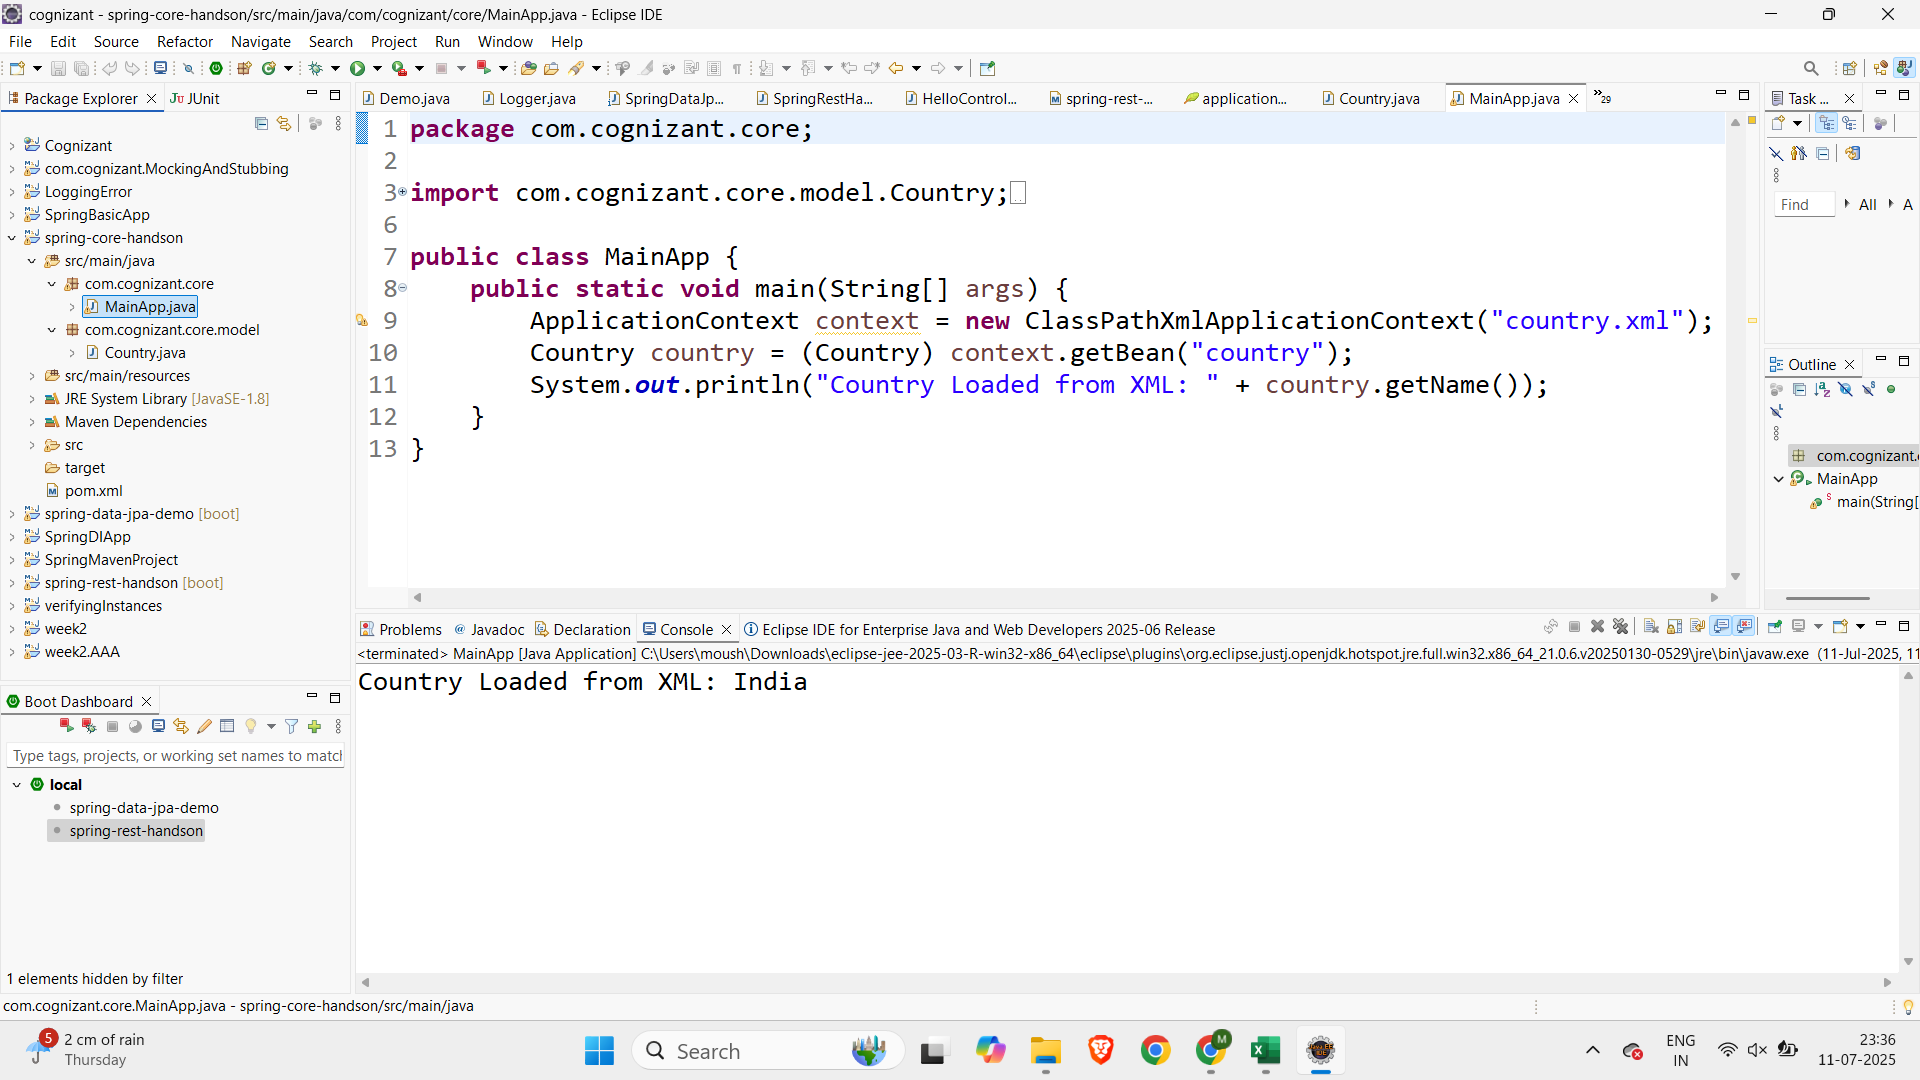 cognizant - spring-core-handson/src/main/java/com/cognizant/core/MainApp.java - Eclipse IDE
File Edit Source Refactor Navigate Search Project Run Window Help
Package Explorer
JUnit
Cognizant
com.cognizant.MockingAndStubbing
LoggingError
SpringBasicApp
spring-core-handson
src/main/java
com.cognizant.core
MainApp.java
com.cognizant.core.model
Country.java
src/main/resources
JRE System Library [JavaSE-1.8]
Maven Dependencies
src
target
pom.xml
spring-data-jpa-demo [boot]
SpringDIApp
SpringMavenProject
spring-rest-handson [boot]
verifyingInstances
week2
week2.AAA
Boot Dashboard
Type tags, projects, or working set names to match
local
spring-data-jpa-demo
spring-rest-handson
1 elements hidden by filter
Demo.java Logger.java SpringDataJp... SpringRestHa... HelloControl... spring-rest-... application... Country.java MainApp.java »29
1 package com.cognizant.core;
2
3 import com.cognizant.core.model.Country;
6
7 public class MainApp {
8 public static void main(String[] args) {
9 ApplicationContext context = new ClassPathXmlApplicationContext("country.xml");
10 Country country = (Country) context.getBean("country");
11 System.out.println("Country Loaded from XML: " + country.getName());
12 }
13 }
Task ...
Find All A
Outline
com.cognizant.
MainApp
main(String[
Problems Javadoc Declaration Console Eclipse IDE for Enterprise Java and Web Developers 2025-06 Release
<terminated> MainApp [Java Application] C:\Users\moush\Downloads\eclipse-jee-2025-03-R-win32-x86_64\eclipse\plugins\org.eclipse.justj.openjdk.hotspot.jre.full.win32.x86_64_21.0.6.v20250130-0529\jre\bin\javaw.exe (11-Jul-2025, 11
Country Loaded from XML: India
com.cognizant.core.MainApp.java - spring-core-handson/src/main/java
5
2 cm of rain
Thursday
Search
M
ENG
IN
23:36
11-07-2025